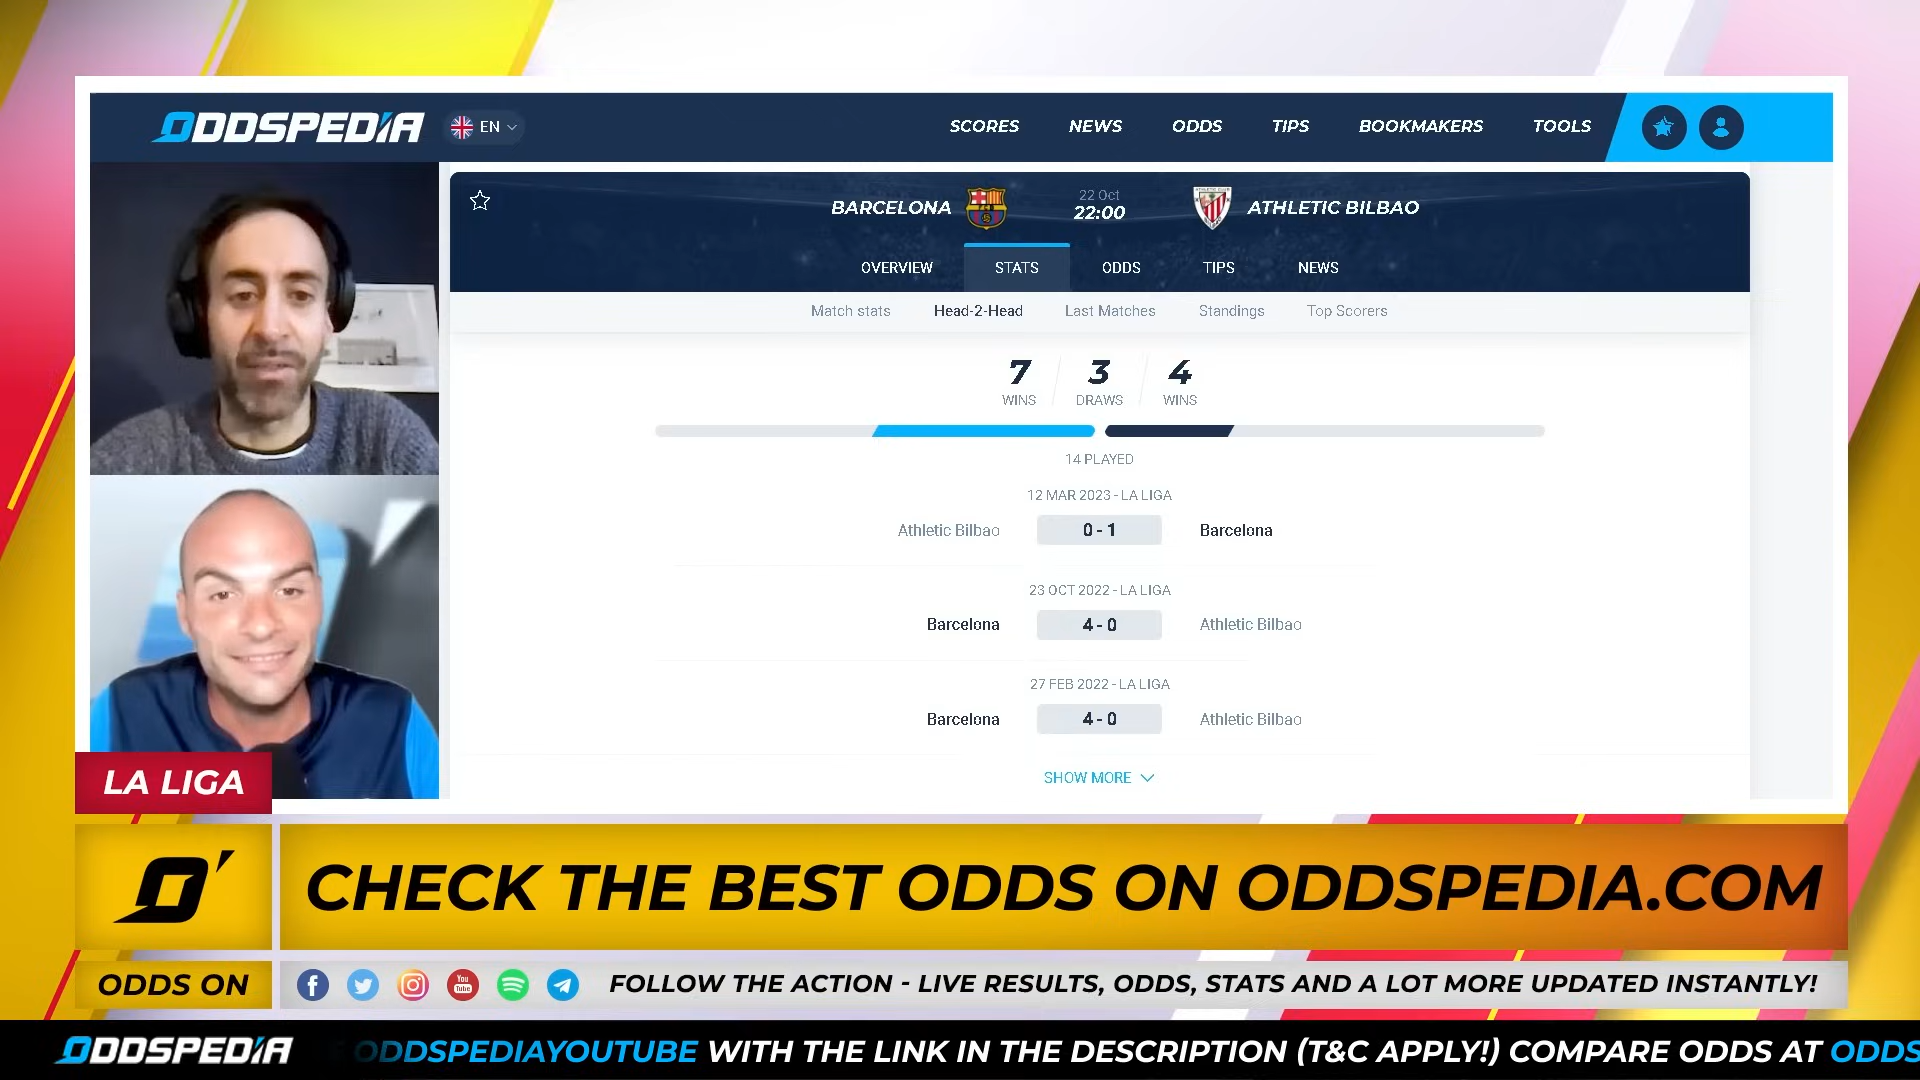 ODDSPEDIA
EN
SCORES NEWS ODDS TIPS BOOKMAKERS TOOLS
BARCELONA
22 Oct
22:00
ATHLETIC BILBAO
OVERVIEW STATS ODDS TIPS NEWS
Match stats Head-2-Head Last Matches Standings Top Scorers
7 3 4
WINS DRAWS WINS
14 PLAYED
12 MAR 2023 - LA LIGA
Athletic Bilbao 0 - 1 Barcelona
23 OCT 2022 - LA LIGA
Barcelona 4 - 0 Athletic Bilbao
27 FEB 2022 - LA LIGA
Barcelona 4 - 0 Athletic Bilbao
SHOW MORE
LA LIGA
CHECK THE BEST ODDS ON ODDSPEDIA.COM
ODDS ON
FOLLOW THE ACTION - LIVE RESULTS, ODDS, STATS AND A LOT MORE UPDATED INSTANTLY!
ODDSPEDIA
ODDSPEDIAYOUTUBE WITH THE LINK IN THE DESCRIPTION (T&C APPLY!) COMPARE ODDS AT ODDS